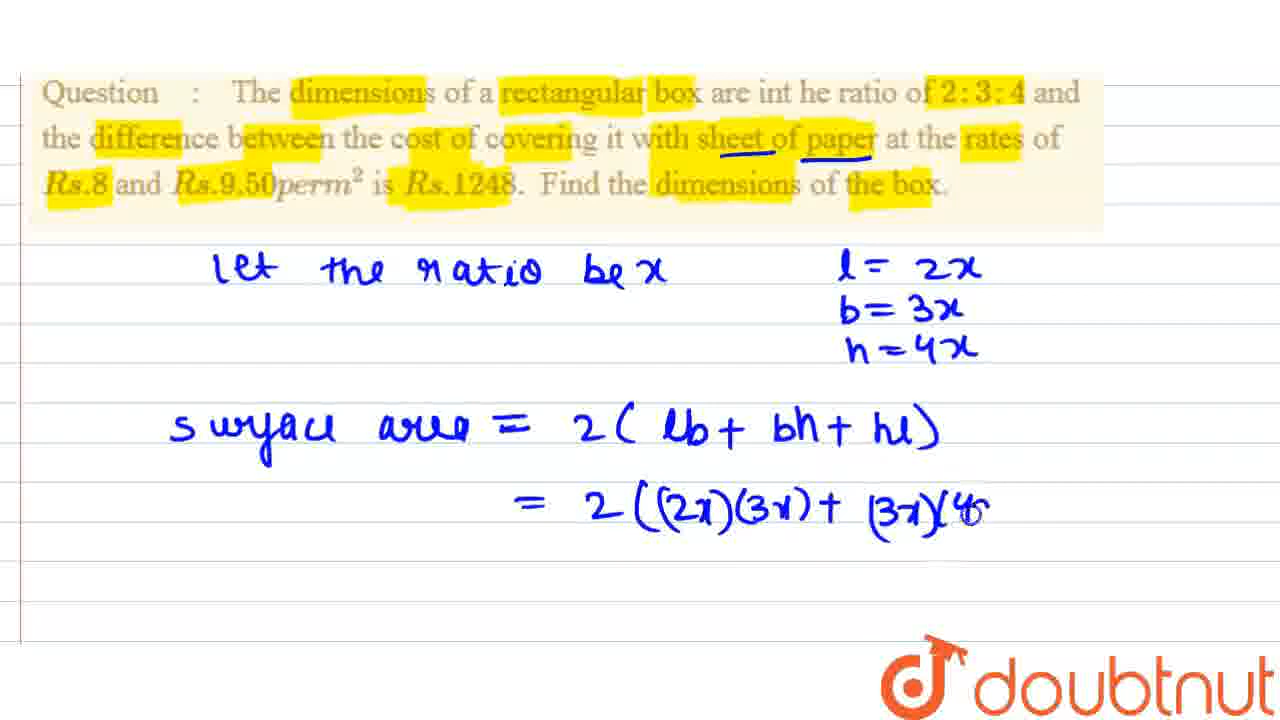 Question : The dimensions of a rectangular box are int he ratio of 2 : 3 : 4 and
the difference between the cost of covering it with sheet of paper at the rates of
Rs.8 and Rs.9.50perm² is Rs.1248. Find the dimensions of the box.
let the ratio be x
l = 2x
b = 3x
h = 4x
surface area = 2 ( lb + bh + hl )
= 2 ( (2x) (3x) + (3x) (4
doubtnut